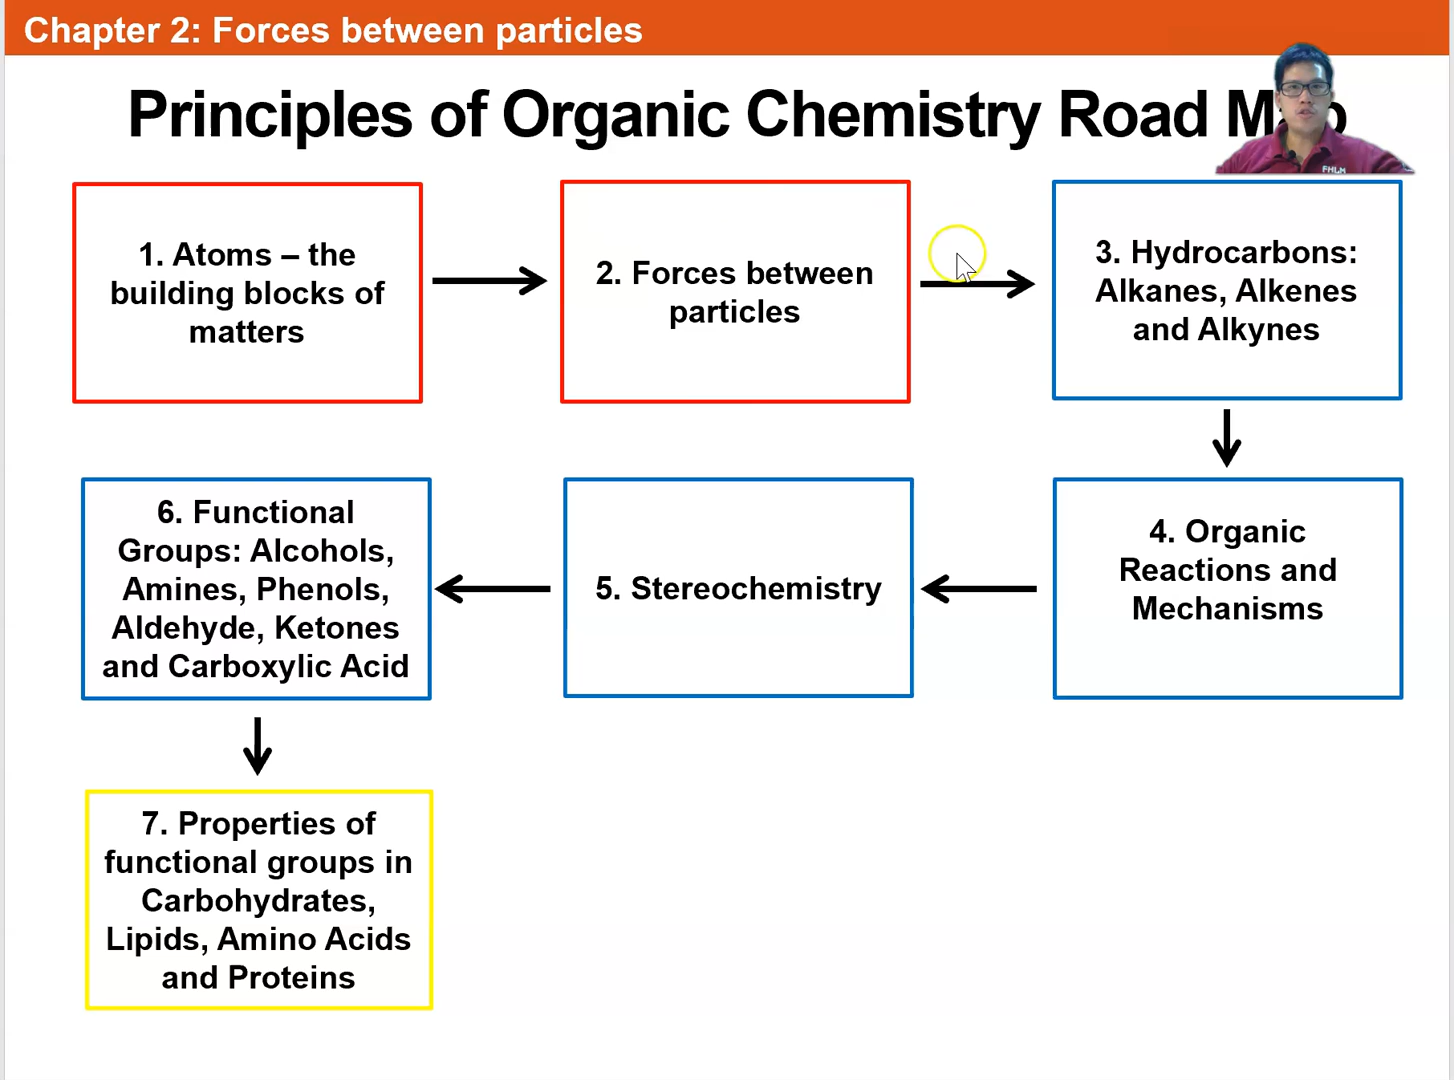 Chapter 2: Forces between particles
Principles of Organic Chemistry Road
1. Atoms – the
building blocks of
matters
2. Forces between
particles
3. Hydrocarbons:
Alkanes, Alkenes
and Alkynes
4. Organic
Reactions and
Mechanisms
5. Stereochemistry
6. Functional
Groups: Alcohols,
Amines, Phenols,
Aldehyde, Ketones
and Carboxylic Acid
7. Properties of
functional groups in
Carbohydrates,
Lipids, Amino Acids
and Proteins